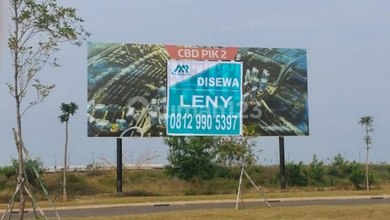 CBD PIK 2
DISEWA
LENY
0812 990 5397